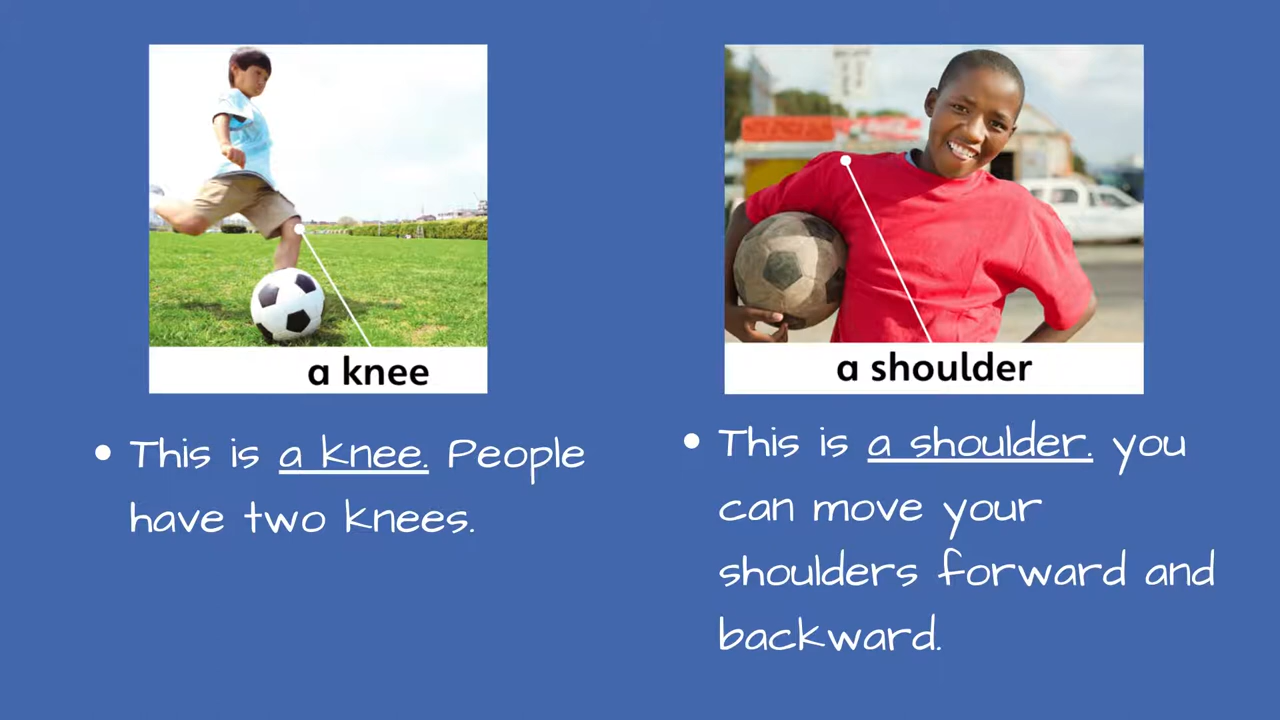 a knee
• This is a knee. People
have two knees.
a shoulder
• This is a shoulder. you
can move your
shoulders forward and
backward.